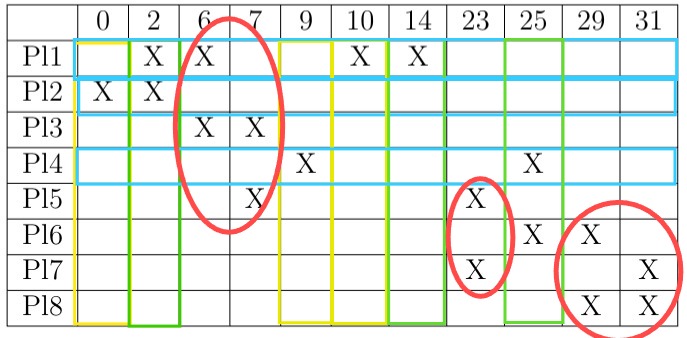 0 2 6 7 9 10 14 23 25 29 31
Pl1 X X X X
Pl2 X X
Pl3 X X
Pl4 X X
Pl5 X X
Pl6 X X
Pl7 X X
Pl8 X X